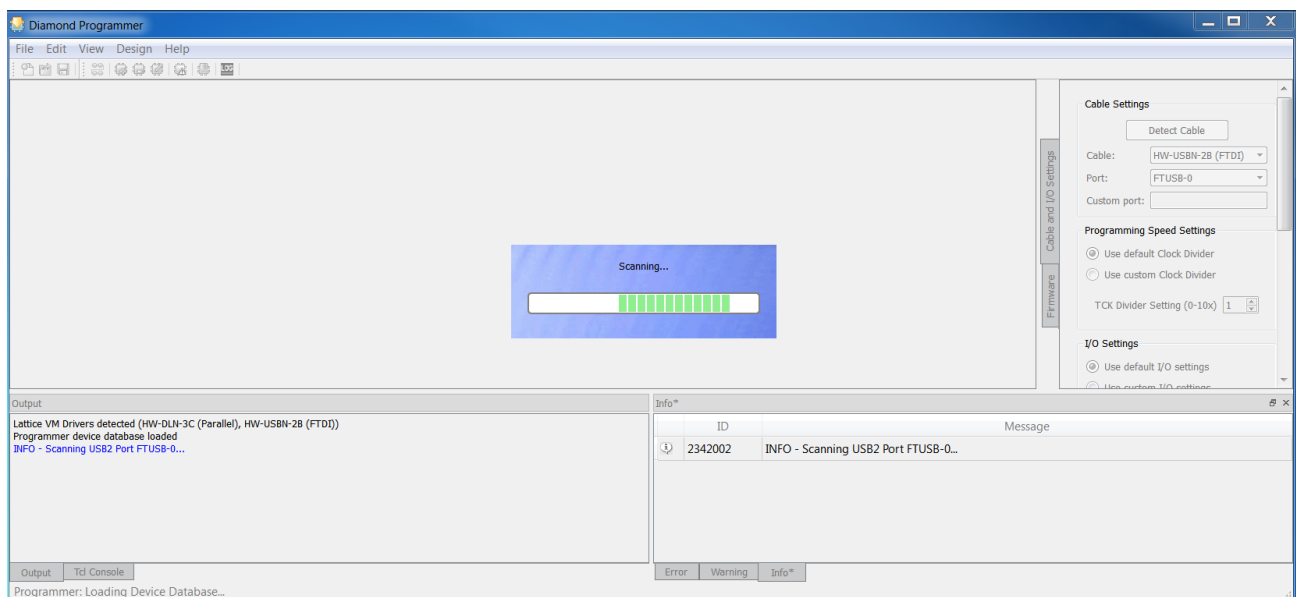 Diamond Programmer
File Edit View Design Help
Scanning...
Cable and I/O Settings
Firmware
Cable Settings
Detect Cable
Cable: HW-USBN-2B (FTDI)
Port: FTUSB-0
Custom port:
Programming Speed Settings
Use default Clock Divider
Use custom Clock Divider
TCK Divider Setting (0-10x) 1
I/O Settings
Use default I/O settings
Use custom I/O settings
Output
Lattice VM Drivers detected (HW-DLN-3C (Parallel), HW-USBN-2B (FTDI))
Programmer device database loaded
INFO - Scanning USB2 Port FTUSB-0...
Output Tcl Console
Info*
ID Message
2342002 INFO - Scanning USB2 Port FTUSB-0...
Error Warning Info*
Programmer: Loading Device Database...